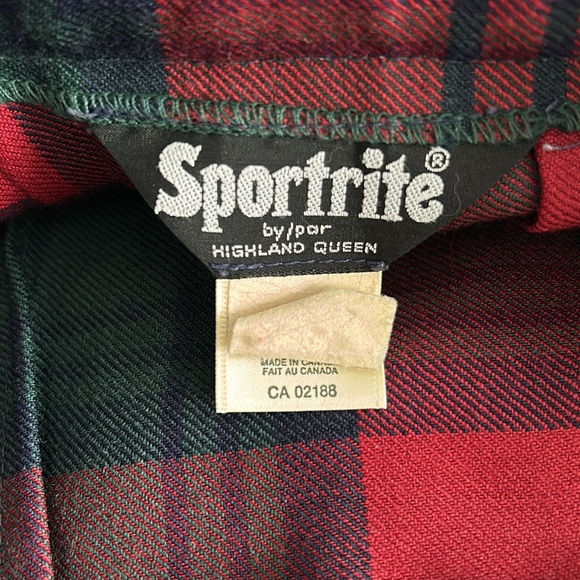 Sportrite®
by/par
HIGHLAND QUEEN
MADE IN CANADA
FAIT AU CANADA
CA 02188